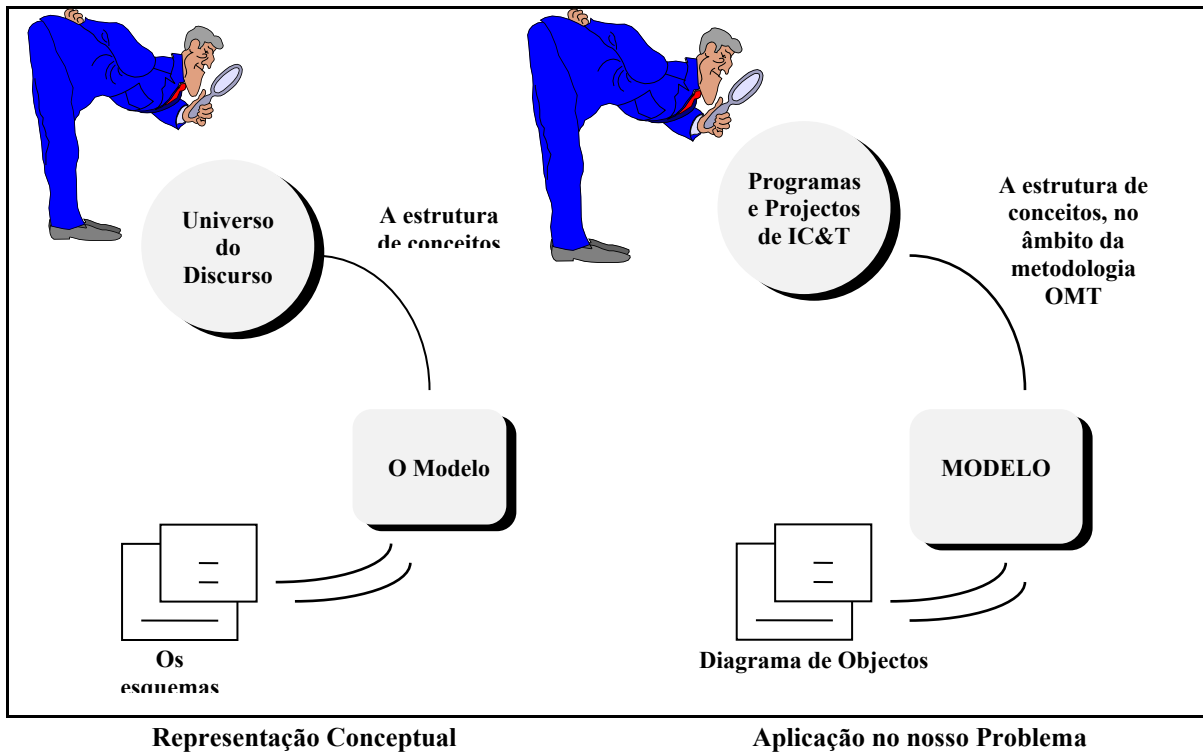 Universo
do
Discurso
A estrutura
de conceitos
O Modelo
Os
esquemas
Programas
e Projectos
de IC&T
A estrutura de
conceitos, no
âmbito da
metodologia
OMT
MODELO
Diagrama de Objectos
Representação Conceptual
Aplicação no nosso Problema